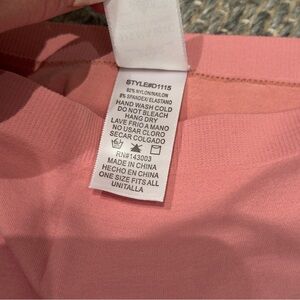 STYLE#D1115
92% NYLON/NAILON
8% SPANDEX/ELASTANO
HAND WASH COLD
DO NOT BLEACH
HANG DRY
LAVE FRIO A MANO
NO USAR CLORO
SECAR COLGADO
RN#143003
MADE IN CHINA
HECHO EN CHINA
ONE SIZE FITS ALL
UNITALLA